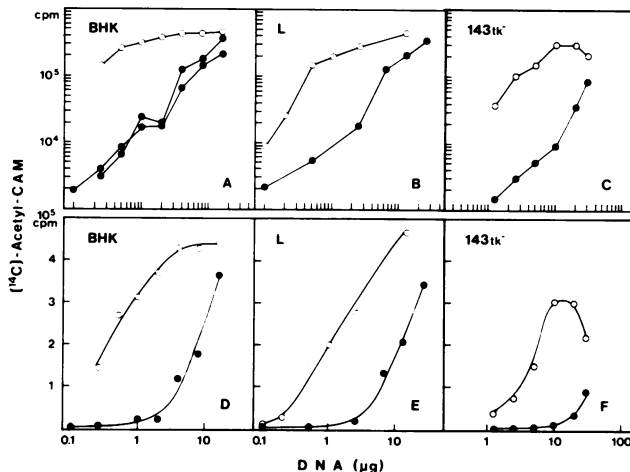 cpm
BHK
L
143tk⁻
10⁵
10⁴
A
B
C
[¹⁴C]-Acetyl-CAM
10⁵
cpm
BHK
L
143tk⁻
4
3
2
1
D
E
F
0.1 1 10 0.1 1 10 1 10 100
DNA (µg)